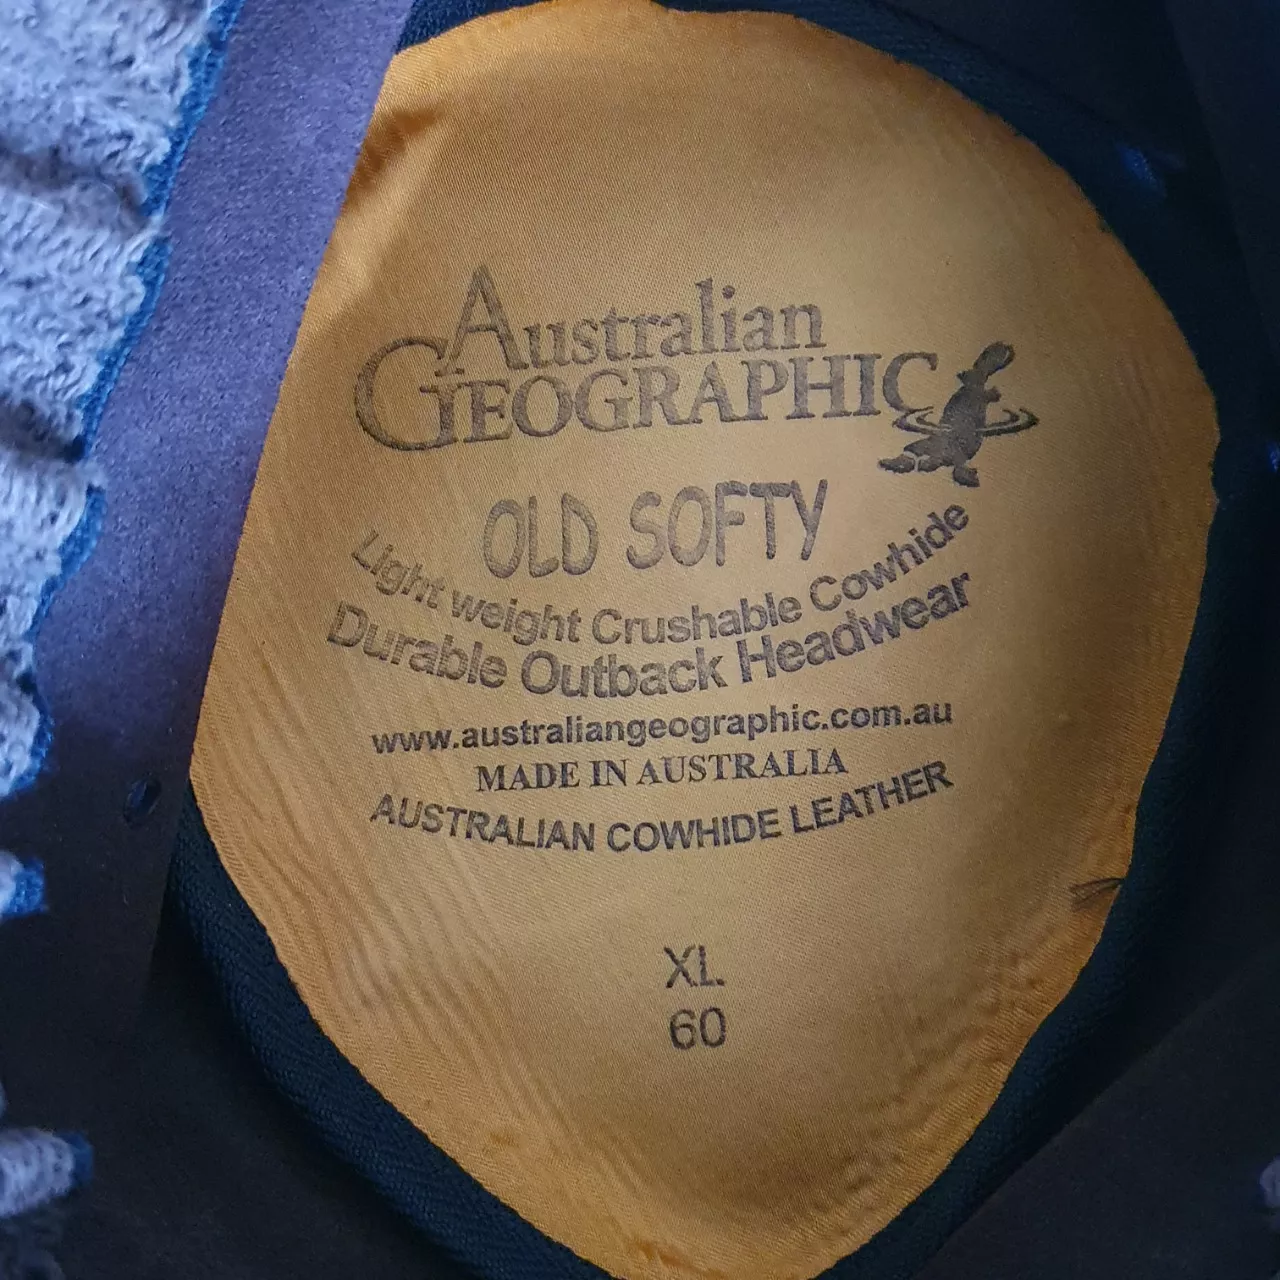 Australian
GEOGRAPHIC
OLD SOFTY
Light weight Crushable Cowhide
Durable Outback Headwear
www.australiangeographic.com.au
MADE IN AUSTRALIA
AUSTRALIAN COWHIDE LEATHER
XL
60